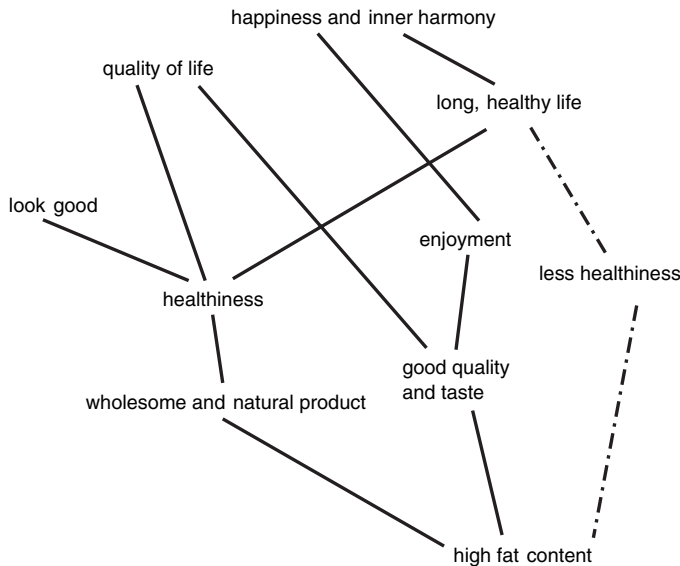 happiness and inner harmony
quality of life
long, healthy life
look good
enjoyment
less healthiness
healthiness
good quality
and taste
wholesome and natural product
high fat content